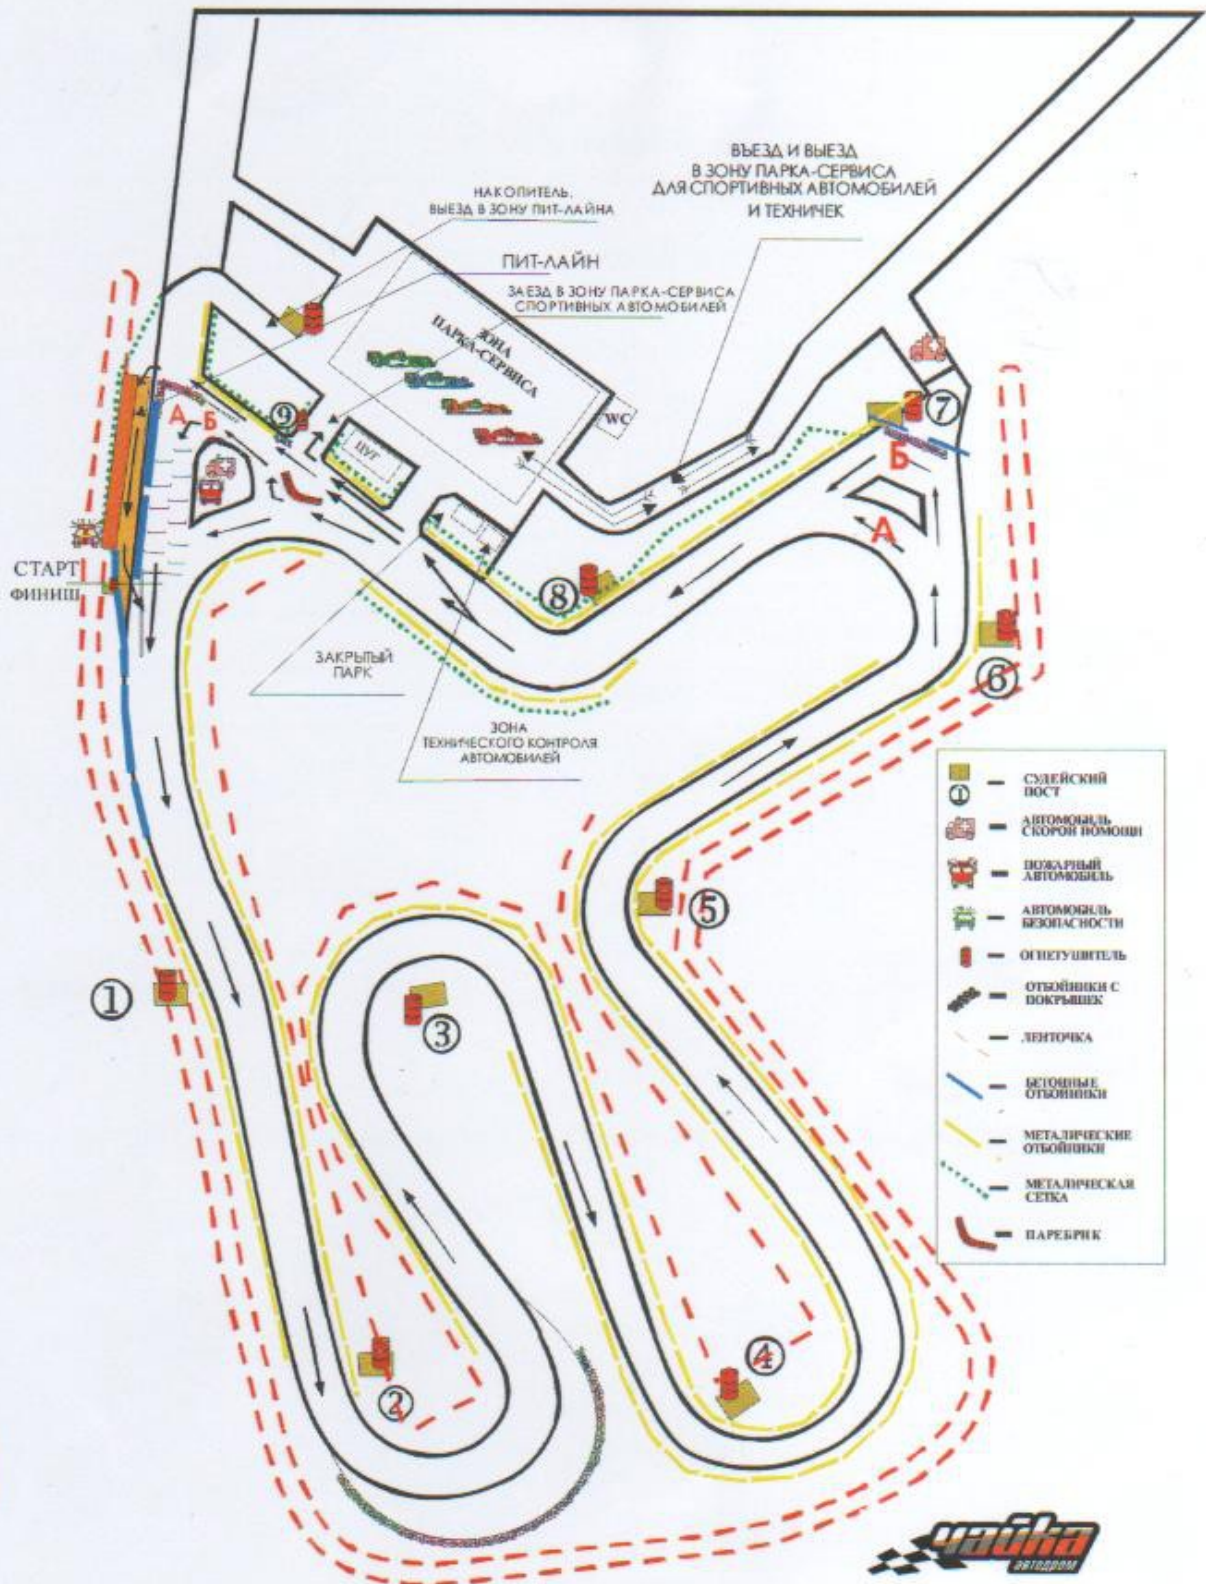 ВЪЕЗД И ВЫЕЗД
В ЗОНУ ПАРКА-СЕРВИСА
ДЛЯ СПОРТИВНЫХ АВТОМОБИЛЕЙ
И ТЕХНИЧЕК
НАКОПИТЕЛЬ.
ВЫЕЗД В ЗОНУ ПИТ-ЛАЙНА
ПИТ-ЛАЙН
ЗАЕЗД В ЗОНУ ПАРКА-СЕРВИСА
СПОРТИВНЫХ АВТОМОБИЛЕЙ
ЗОНА
ПАРКА-СЕРВИСА
WC
7
А Б
9
ЦУГ
Б
А
СТАРТ
ФИНИШ
8
6
ЗАКРЫТЫЙ
ПАРК
ЗОНА
ТЕХНИЧЕСКОГО КОНТРОЛЯ
АВТОМОБИЛЕЙ
1 СУДЕЙСКИЙ
ПОСТ
АВТОМОБИЛЬ
СКОРОЙ ПОМОЩИ
ПОЖАРНЫЙ
АВТОМОБИЛЬ
АВТОМОБИЛЬ
БЕЗОПАСНОСТИ
ОГНЕТУШИТЕЛЬ
ОТБОЙНИКИ С
ПОКРЫШЕК
ЛЕНТОЧКА
БЕТОННЫЕ
ОТБОЙНИКИ
МЕТАЛИЧЕСКИЕ
ОТБОЙНИКИ
МЕТАЛИЧЕСКАЯ
СЕТКА
ПАРЕБРИК
5
1
3
4
2
Чайка
автодром